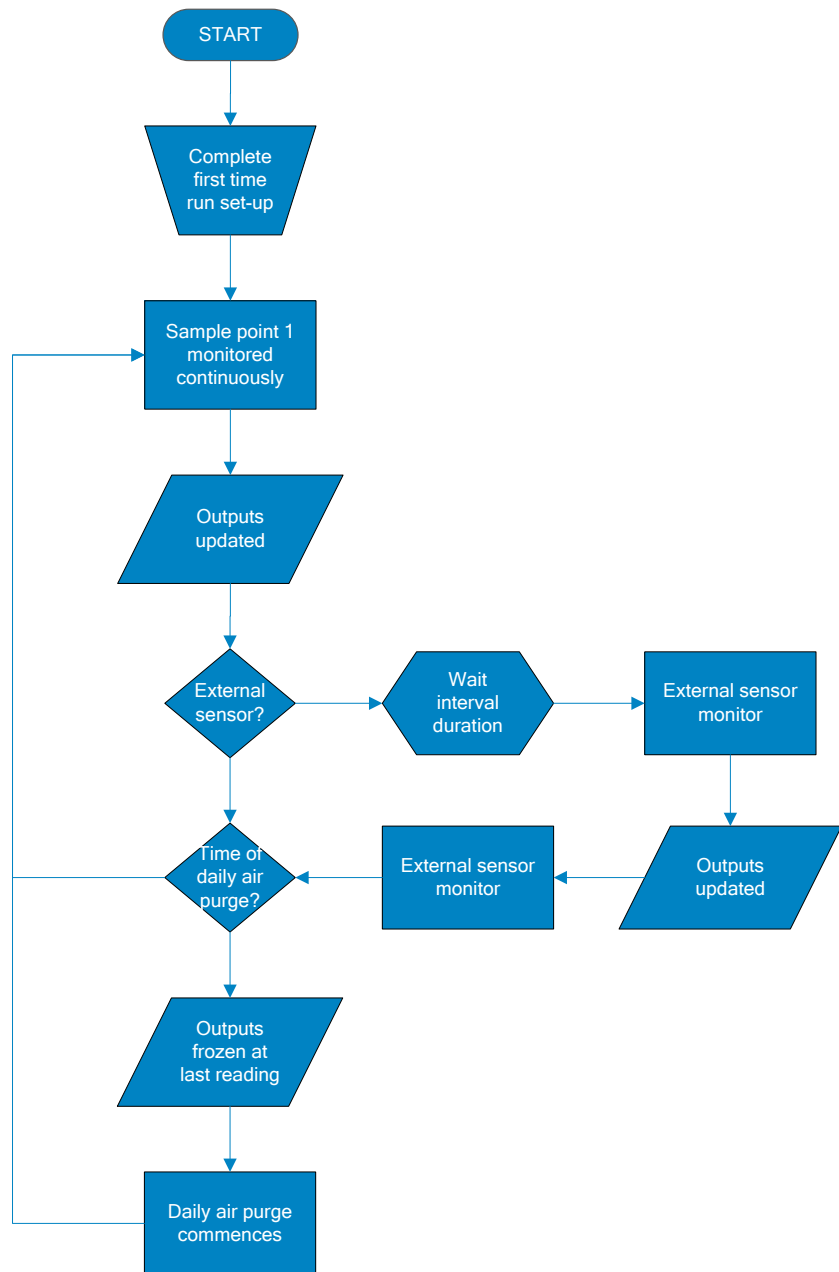 START
Complete
first time
run set-up
Sample point 1
monitored
continuously
Outputs
updated
External
sensor?
Wait
interval
duration
External sensor
monitor
Time of
daily air
purge?
External sensor
monitor
Outputs
updated
Outputs
frozen at
last reading
Daily air purge
commences